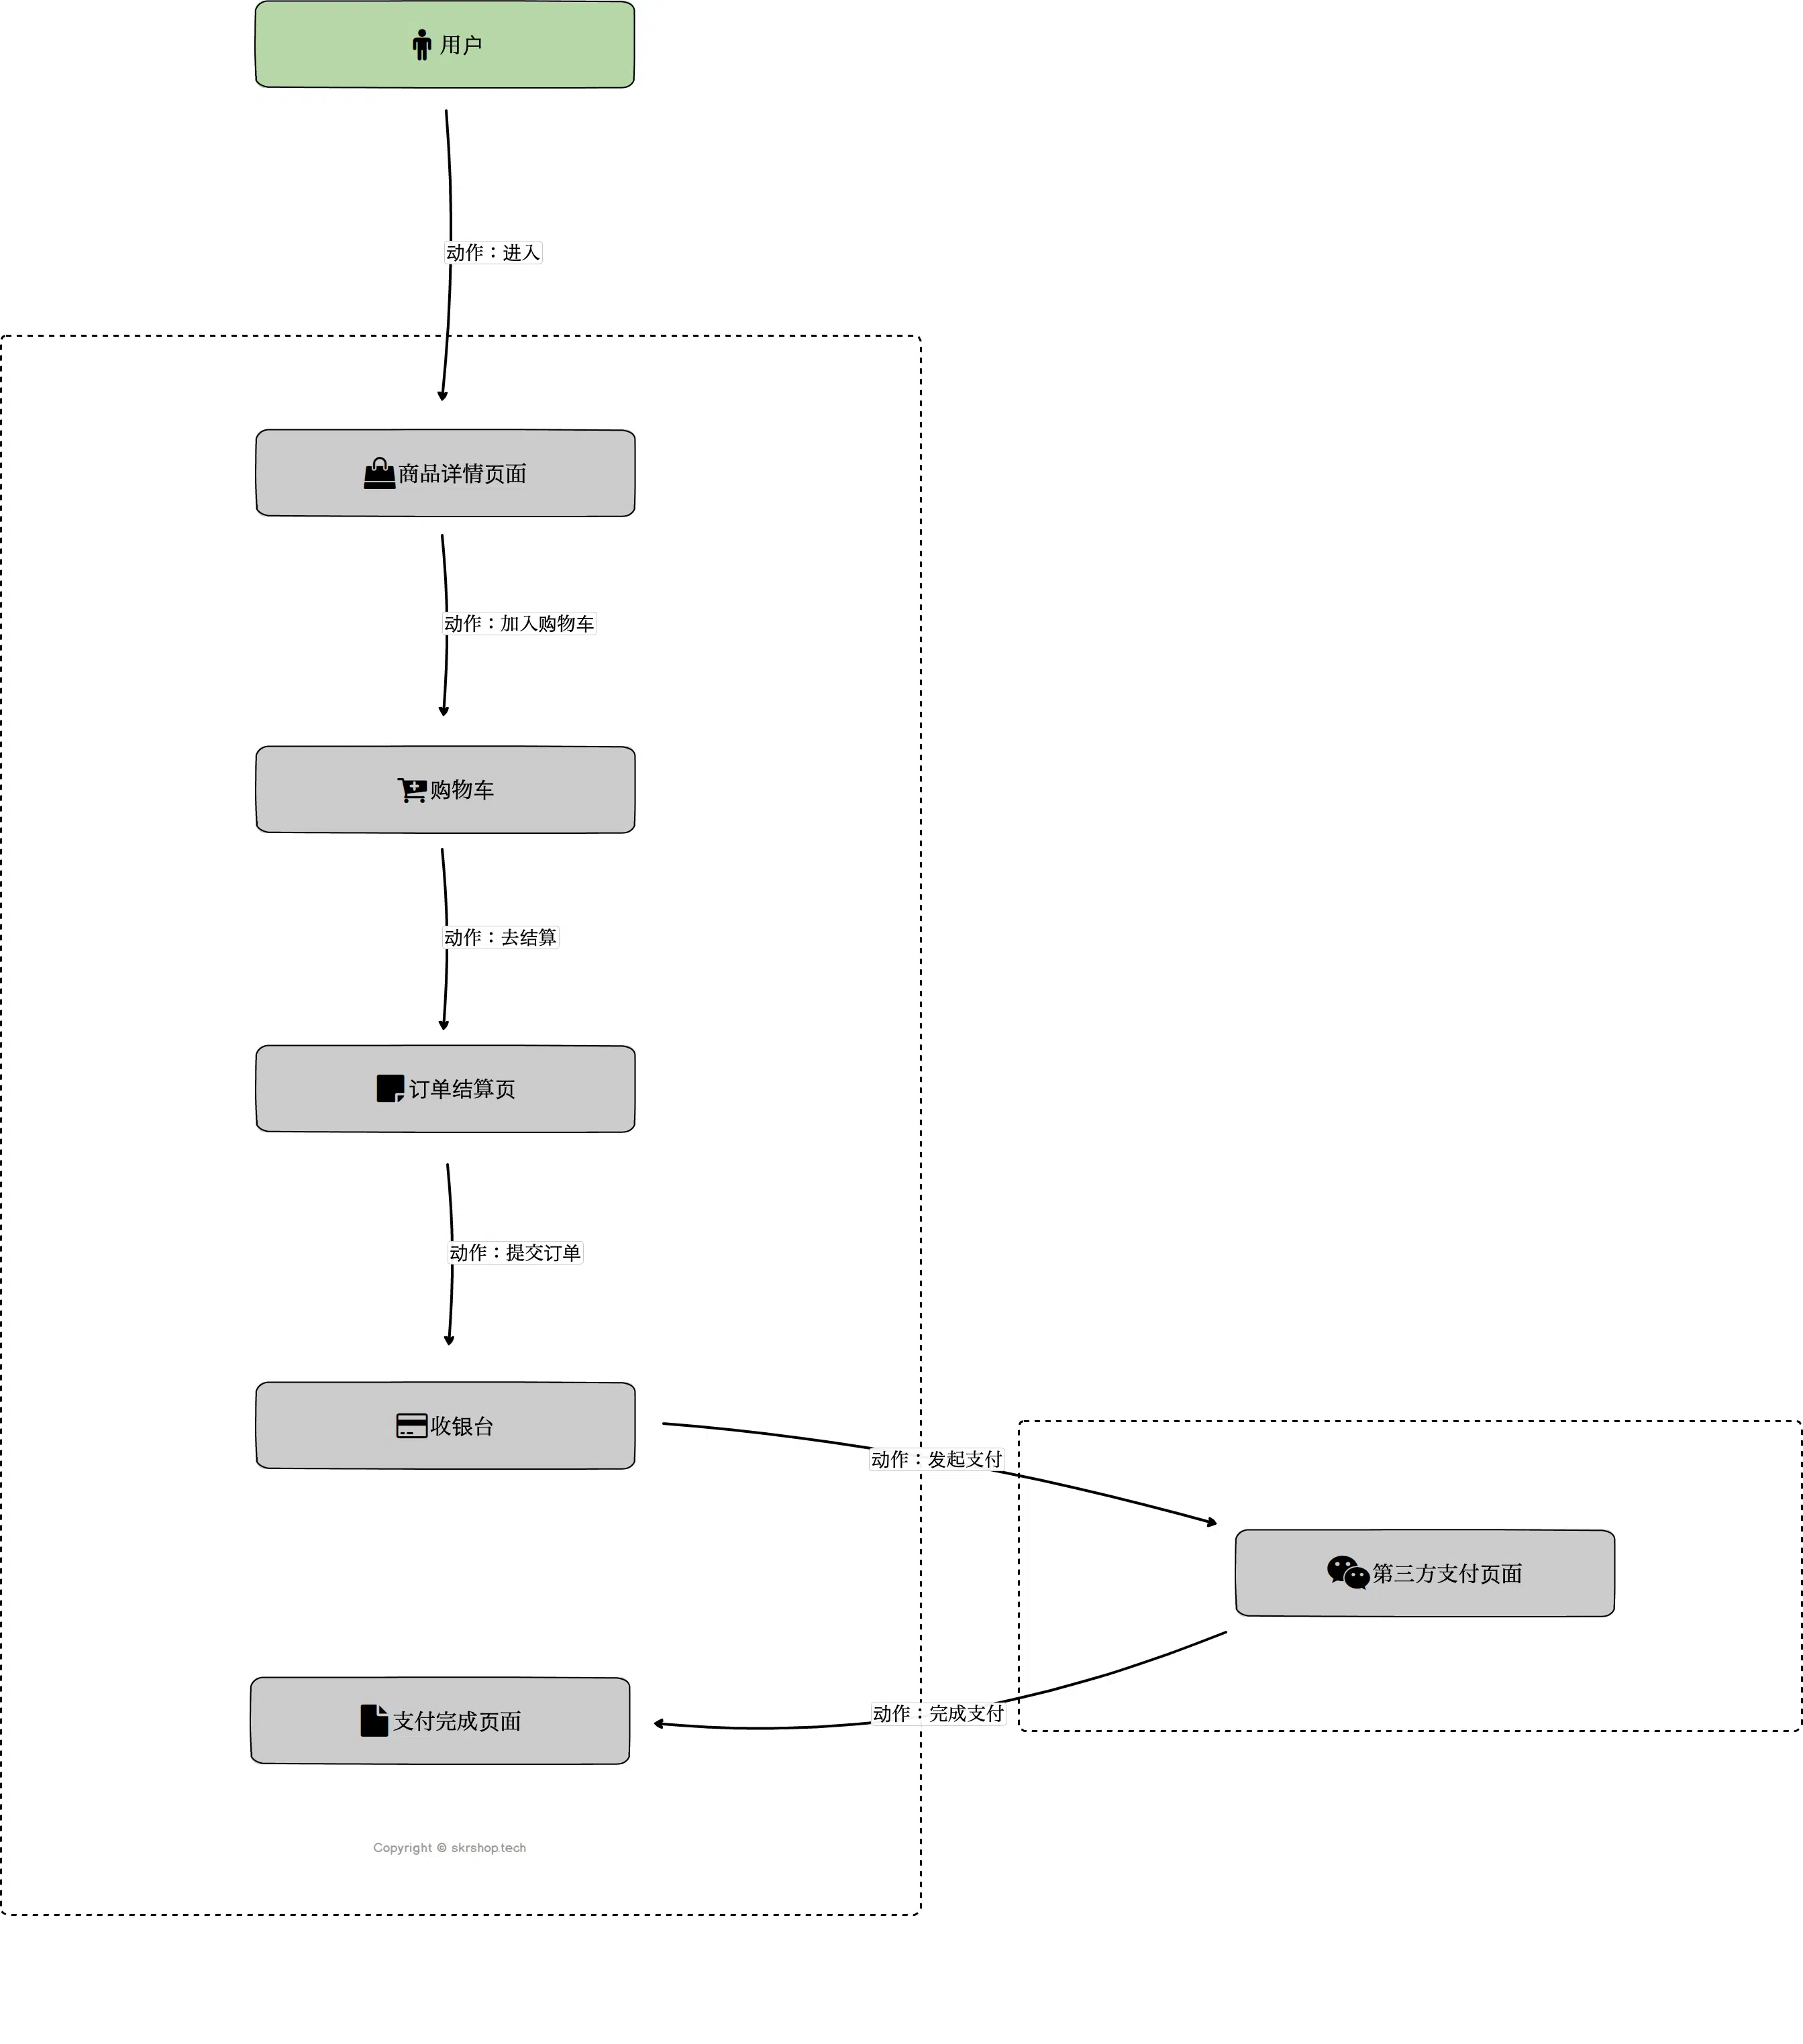 用户
动作：进入
商品详情页面
动作：加入购物车
购物车
动作：去结算
订单结算页
动作：提交订单
收银台
动作：发起支付
第三方支付页面
动作：完成支付
支付完成页面
Copyright © skrshop.tech